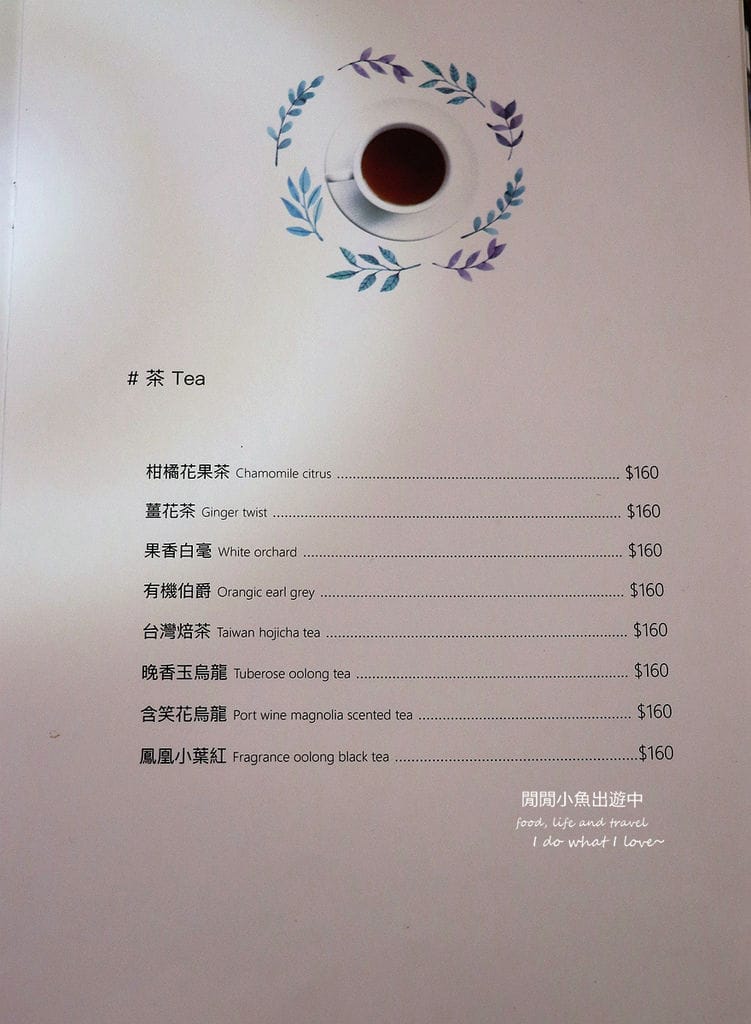 # 茶 Tea
柑橘花果茶 Chamomile citrus ........................ $160
薑花茶 Ginger twist ........................ $160
果香白毫 White orchard ........................ $160
有機伯爵 Orangic earl grey ........................ $160
台灣焙茶 Taiwan hojicha tea ........................ $160
晚香玉烏龍 Tuberose oolong tea ........................ $160
含笑花烏龍 Port wine magnolia scented tea ........................ $160
鳳凰小葉紅 Fragrance oolong black tea ........................ $160
閒閒小魚出遊中
food, life and travel
I do what I love~